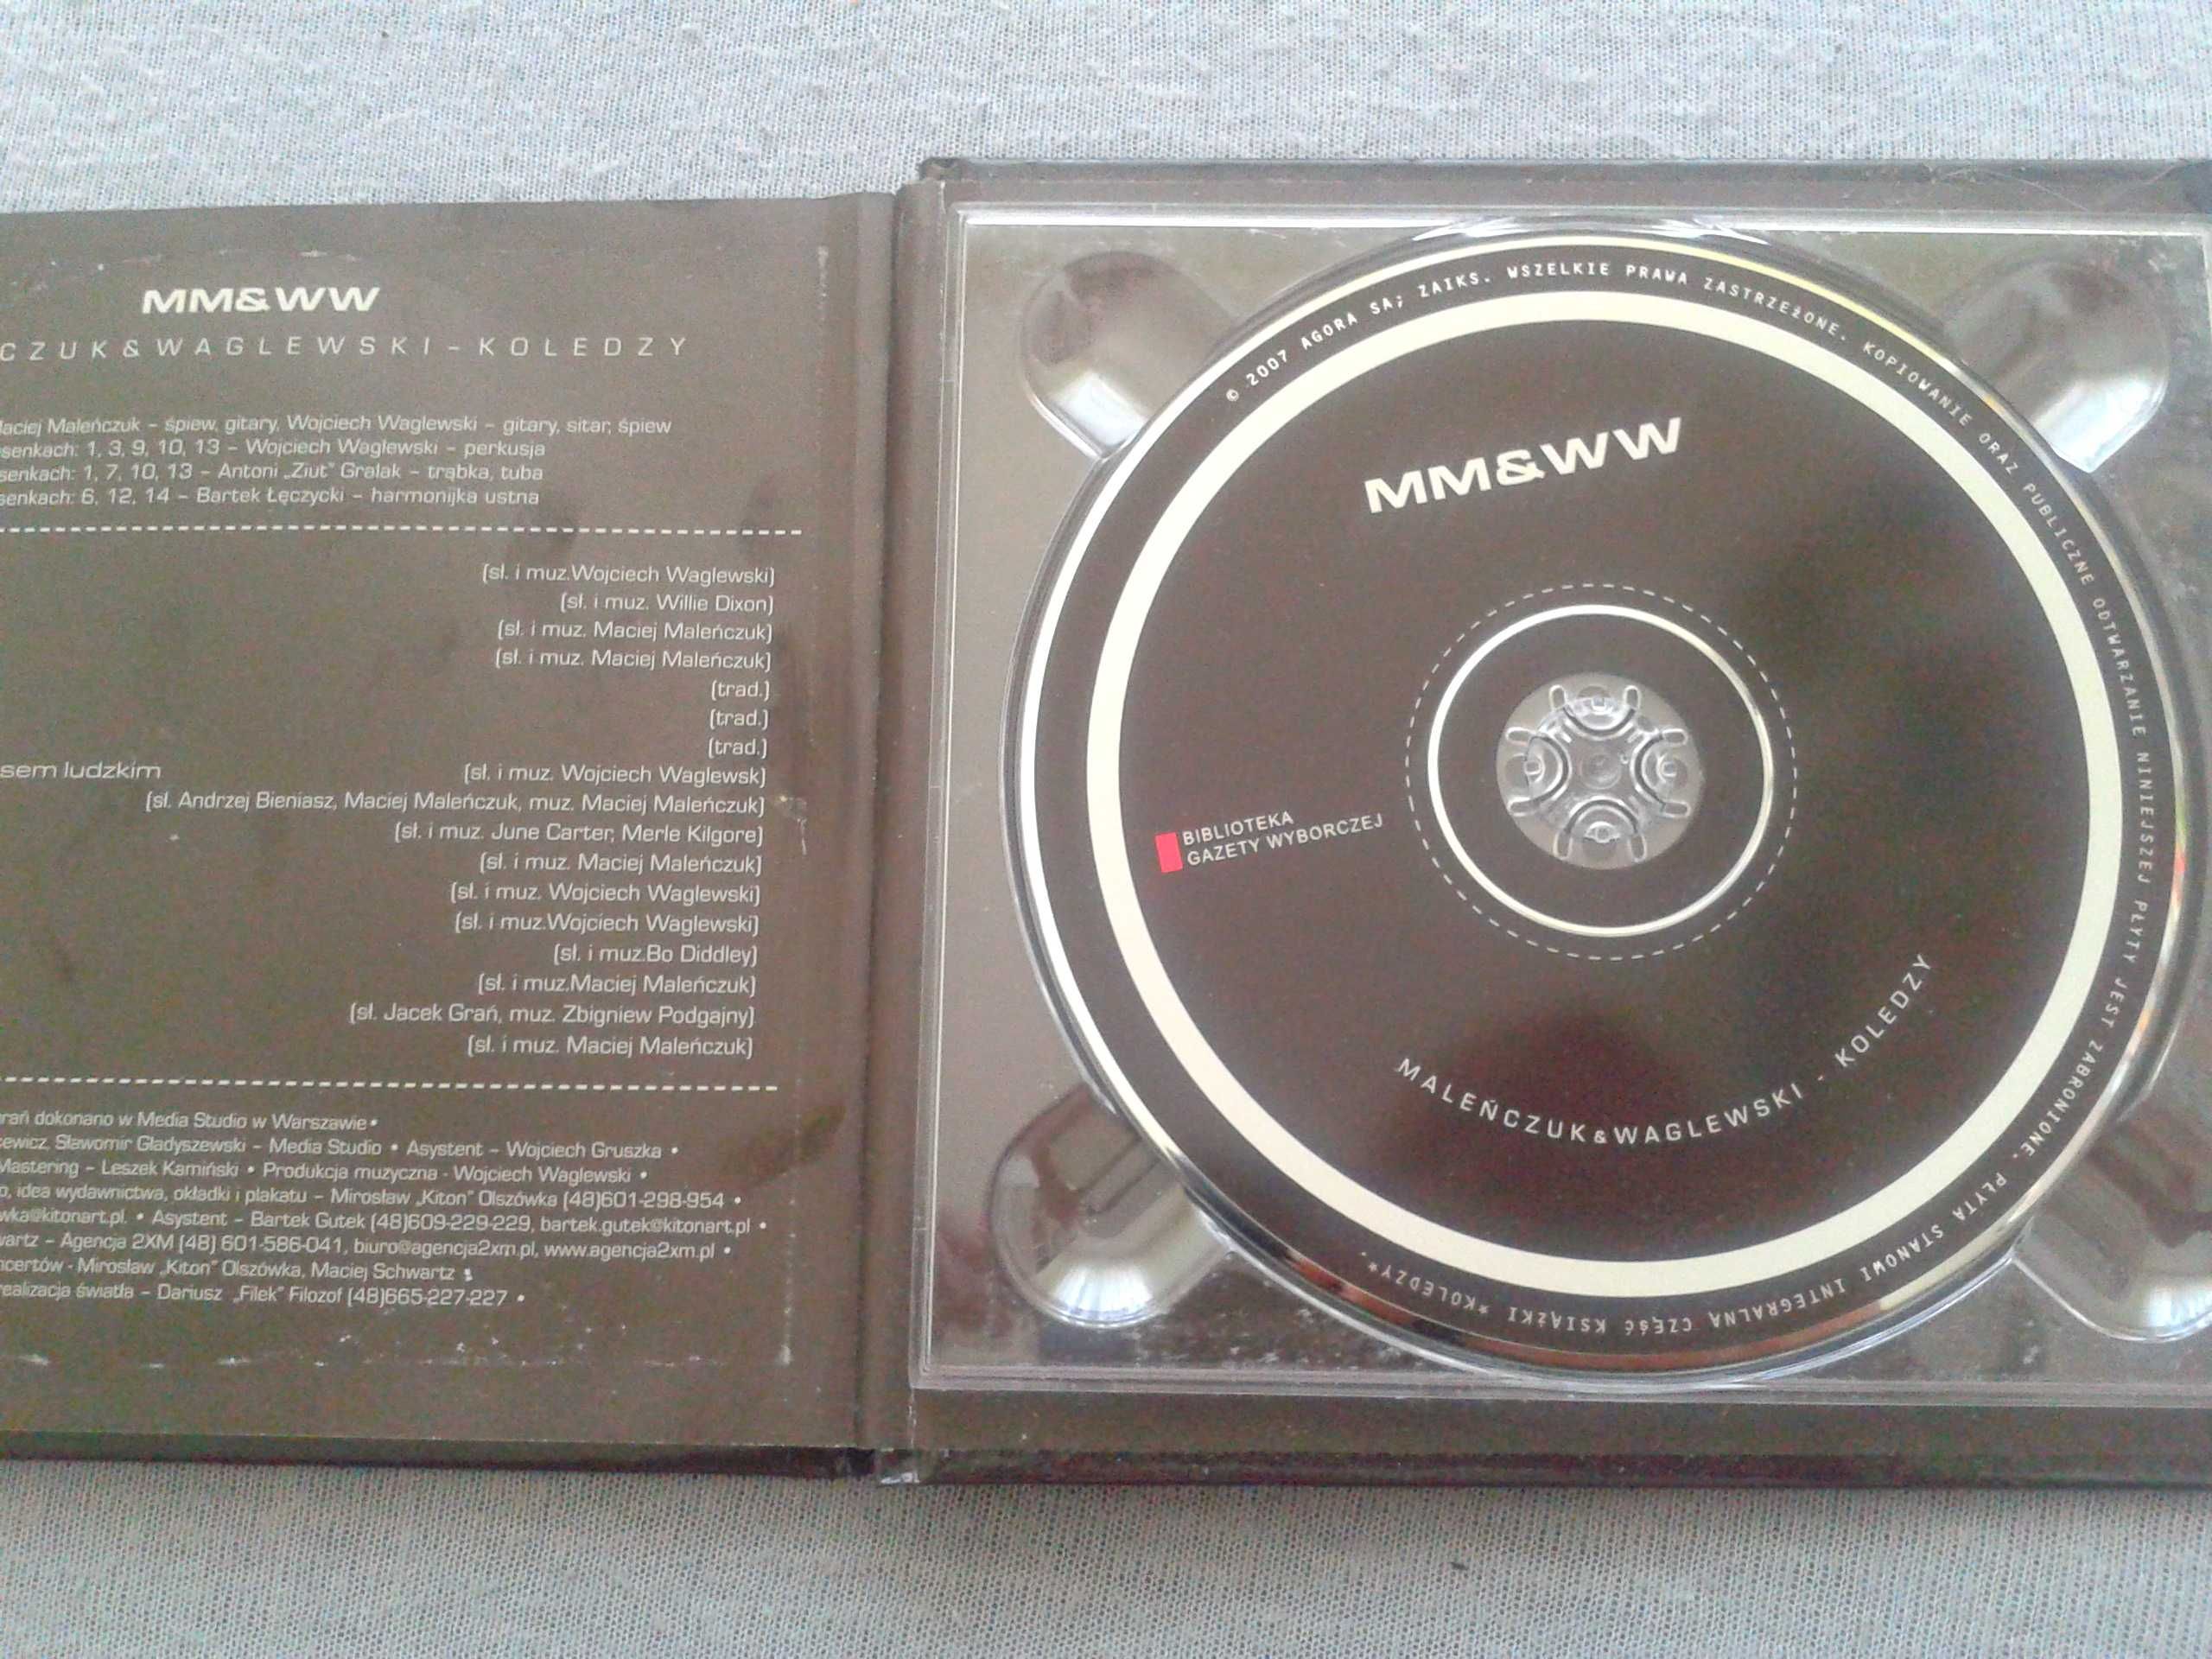 MM&WW
CZUK&WAGLEWSKI-KOLEDZY
aciej Maleńczuk – śpiew, gitary, Wojciech Waglewski – gitary, sitar, śpiew
senkach: 1, 3, 9, 10, 13 – Wojciech Waglewski – perkusja
senkach: 1, 7, 10, 13 – Antoni „Ziut" Gralak – trąbka, tuba
senkach: 6, 12, 14 – Bartek Łęczycki – harmonijka ustna
(sł. i muz.Wojciech Waglewski)
(sł. i muz. Willie Dixon)
(sł. i muz. Maciej Maleńczuk)
(sł. i muz. Maciej Maleńczuk)
(trad.)
(trad.)
(trad.)
sem ludzkim (sł. i muz. Wojciech Waglewsk)
(sł. Andrzej Bieniasz, Maciej Maleńczuk, muz. Maciej Maleńczuk)
(sł. i muz. June Carter, Merle Kilgore)
(sł. i muz. Maciej Maleńczuk)
(sł. i muz. Wojciech Waglewski)
(sł. i muz.Wojciech Waglewski)
(sł. i muz.Bo Diddley)
(sł. i muz.Maciej Maleńczuk)
(sł. Jacek Grań, muz. Zbigniew Podgajny)
(sł. i muz. Maciej Maleńczuk)
rań dokonano w Media Studio w Warszawie •
ewicz, Sławomir Gładyszewski – Media Studio • Asystent – Wojciech Gruszka •
Mastering – Leszek Kamiński • Produkcja muzyczna - Wojciech Waglewski •
o, idea wydawnictwa, okładki i plakatu – Mirosław „Kiton" Olszówka (48)601-298-954 •
wka@kitonart.pl. • Asystent – Bartek Gutek (48)609-229-229, bartek.gutek@kitonart.pl •
wartz – Agencja 2XM (48) 601-586-041, biuro@agencja2xm.pl, www.agencja2xm.pl •
ncertów - Mirosław „Kiton" Olszówka, Maciej Schwartz •
realizacja światła – Dariusz „Filek" Filozof (48)665-227-227 •
© 2007 AGORA SA; ZAIKS. WSZELKIE PRAWA ZASTRZEŻONE. KOPIOWANIE ORAZ PUBLICZNE ODTWARZANIE NINIEJSZEJ PŁYTY JEST ZABRONIONE. PŁYTA STANOWI INTEGRALNĄ CZĘŚĆ KSIĄŻKI *KOLEDZY*.
MM&WW
BIBLIOTEKA
GAZETY WYBORCZEJ
MALEŃCZUK&WAGLEWSKI - KOLEDZY